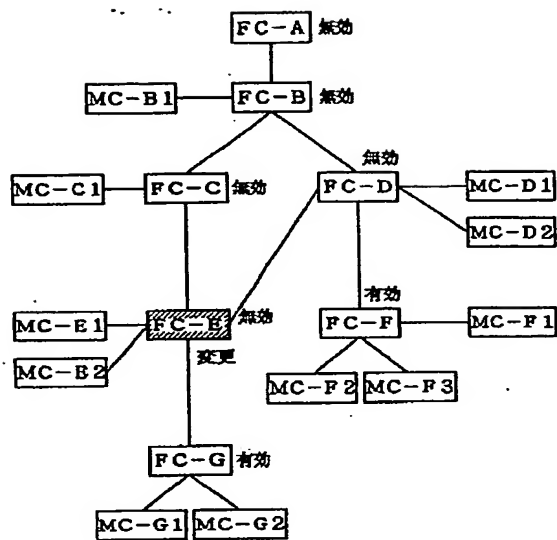 FC-A 無効
MC-B1 FC-B 無効
無効
MC-C1 FC-C 無効 FC-D MC-D1
MC-D2
有効
MC-E1 FC-E 無効 FC-F MC-F1
MC-E2 変更
MC-F2 MC-F3
FC-G 有効
MC-G1 MC-G2